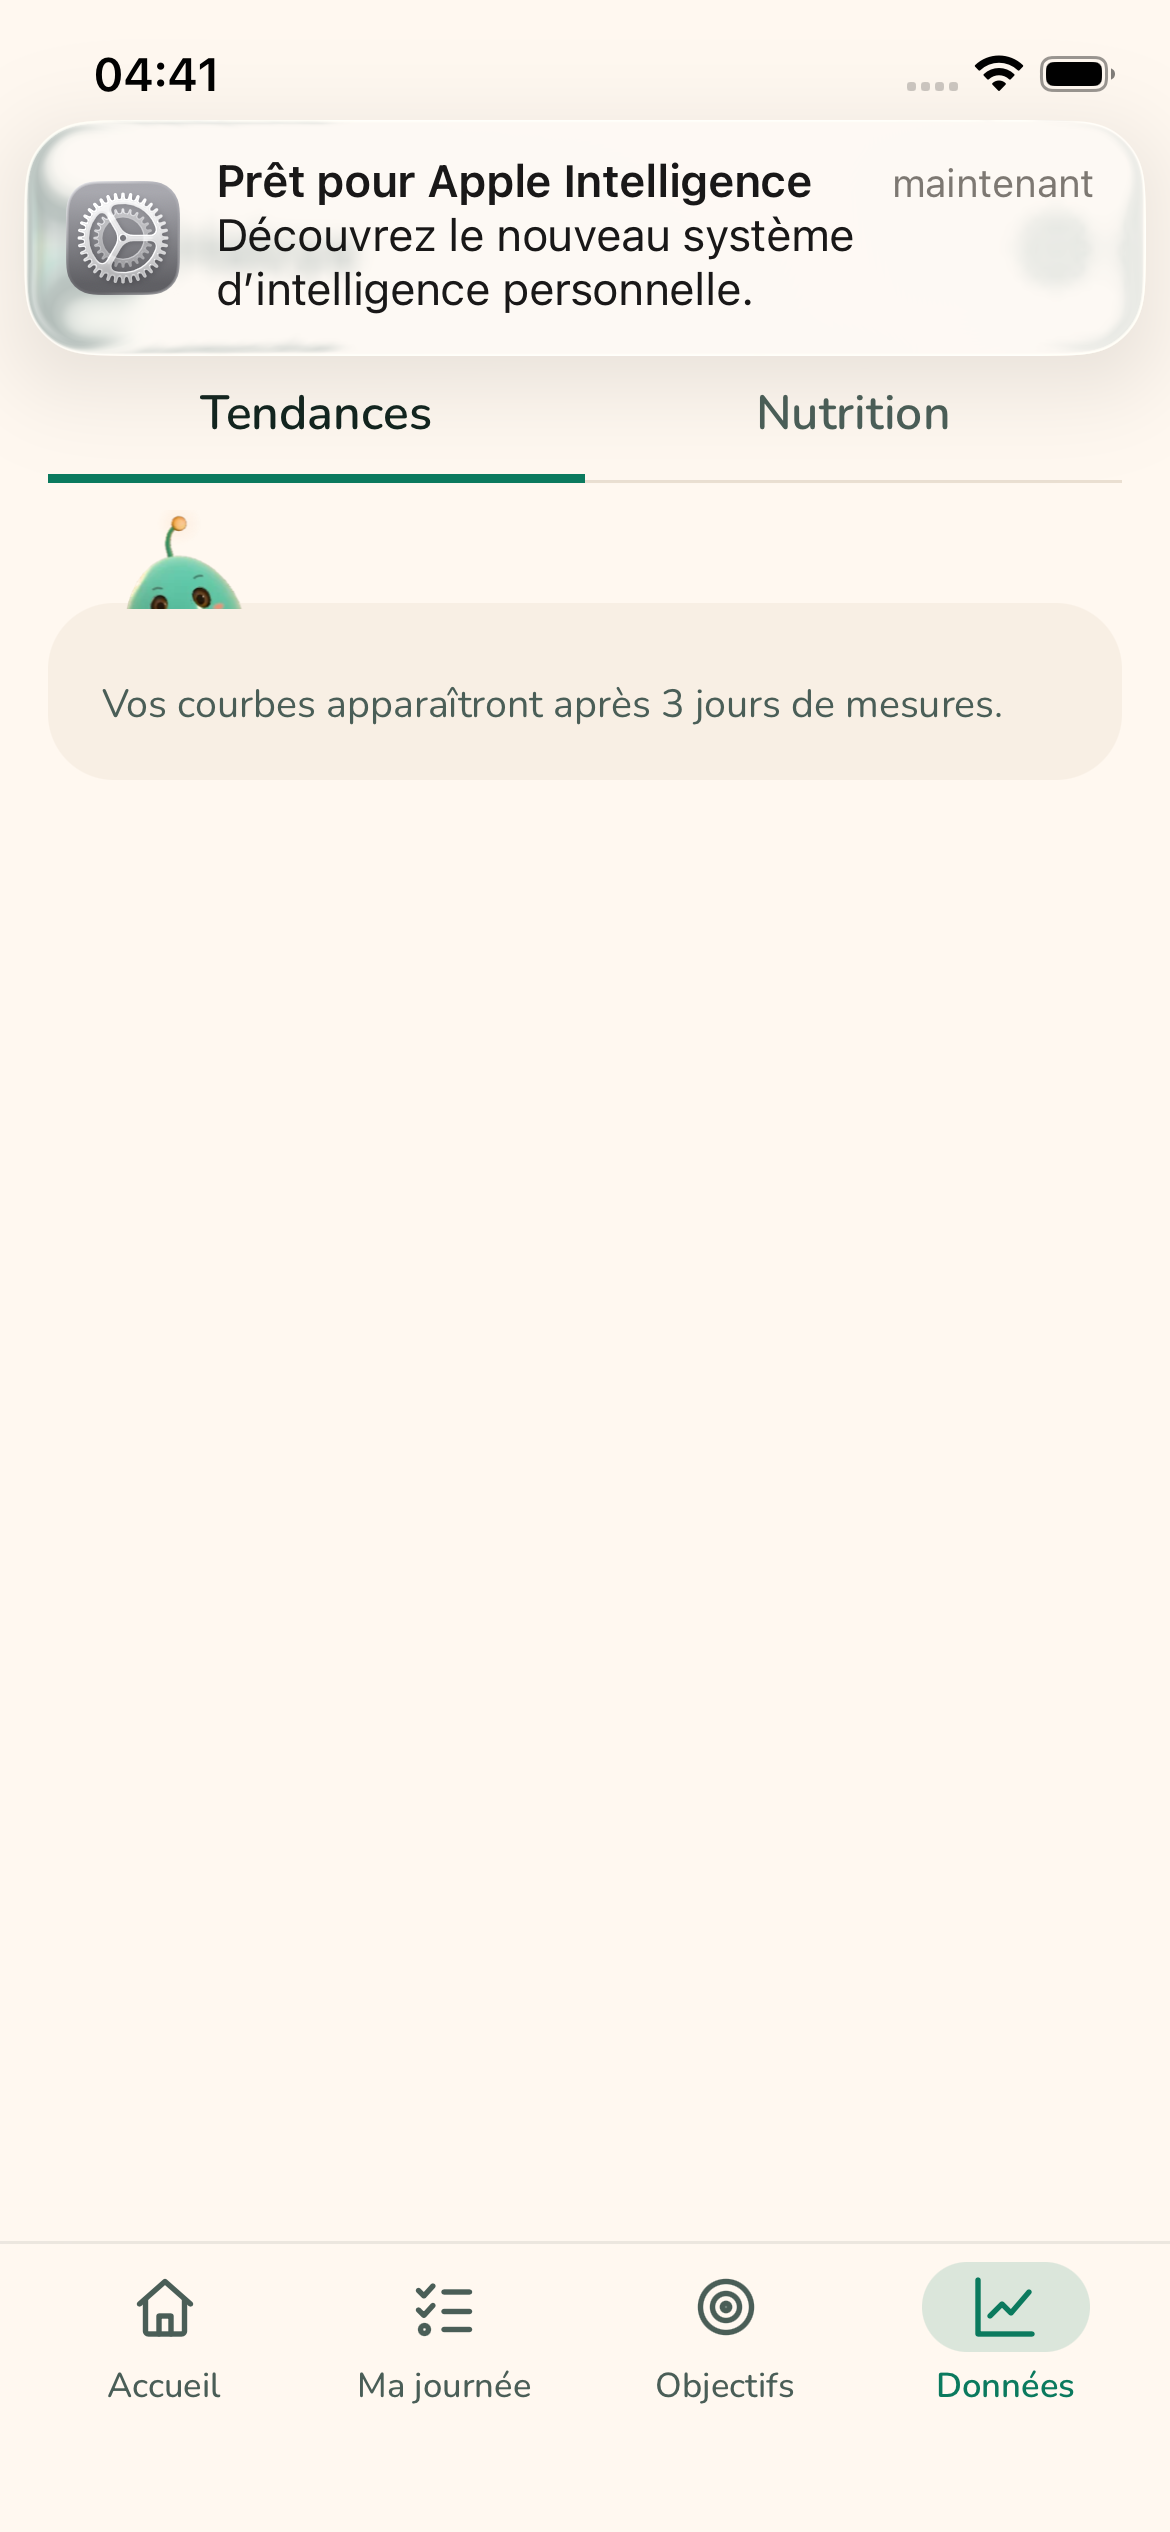 04:41
Prêt pour Apple Intelligence
maintenant
Découvrez le nouveau système
d’intelligence personnelle.
Tendances
Nutrition
Vos courbes apparaîtront après 3 jours de mesures.
Accueil
Ma journée
Objectifs
Données